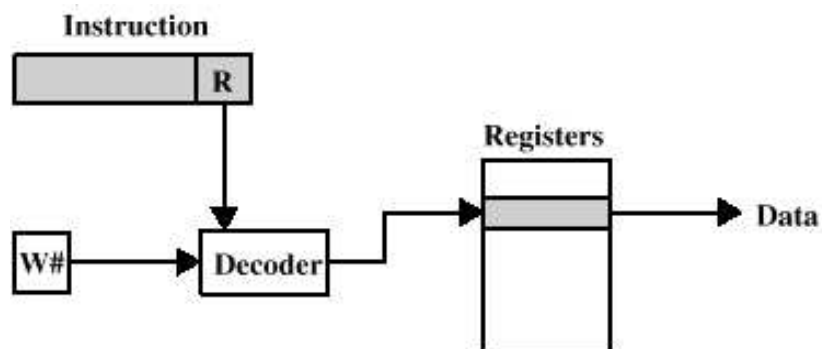 Instruction
R
Registers
Data
W#
Decoder